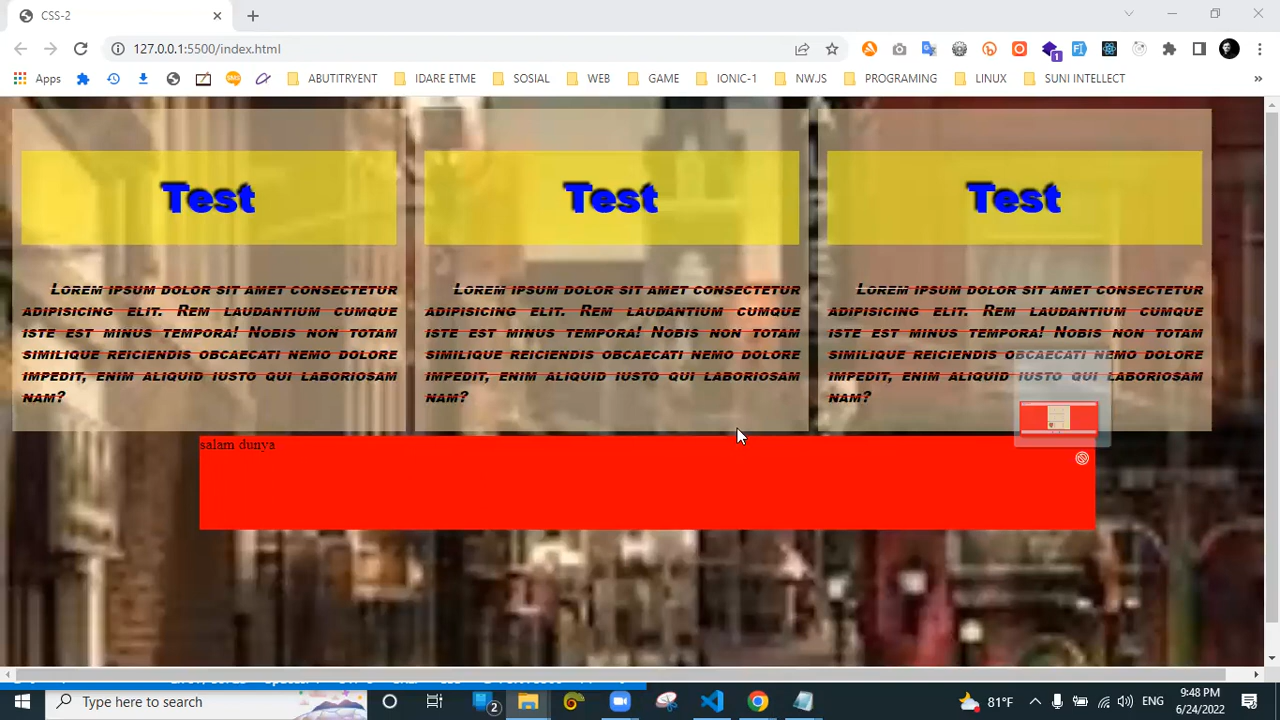 CSS-2
127.0.0.1:5500/index.html
Apps ABUTITRYENT IDARE ETME SOSIAL WEB GAME IONIC-1 NW.JS PROGRAMING LINUX SUNI INTELLECT »
1
Test Test Test
Lorem ipsum dolor sit amet consectetur
adipisicing elit. Rem laudantium cumque
iste est minus tempora! Nobis non totam
similique reiciendis obcaecati nemo dolore
impedit, enim aliquid iusto qui laboriosam
nam?
Lorem ipsum dolor sit amet consectetur
adipisicing elit. Rem laudantium cumque
iste est minus tempora! Nobis non totam
similique reiciendis obcaecati nemo dolore
impedit, enim aliquid iusto qui laboriosam
nam?
Lorem ipsum dolor sit amet consectetur
adipisicing elit. Rem laudantium cumque
iste est minus tempora! Nobis non totam
similique reiciendis obcaecati nemo dolore
impedit, enim aliquid iusto qui laboriosam
nam?
salam dunya
Type here to search
2
81°F
ENG
9:48 PM
6/24/2022